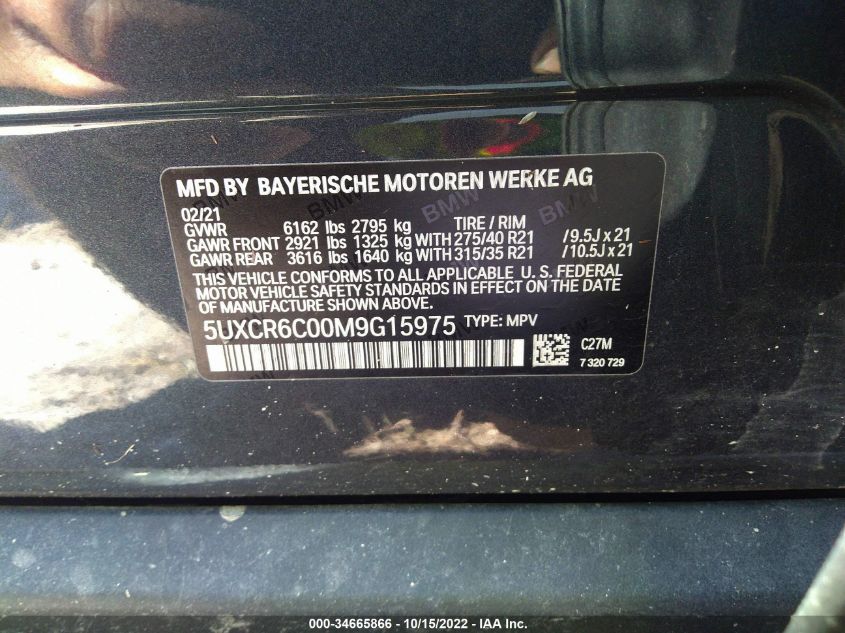 MFD BY BAYERISCHE MOTOREN WERKE AG
02/21
GVWR 6162 lbs 2795 kg TIRE / RIM
GAWR FRONT 2921 lbs 1325 kg WITH 275/40 R21 /9.5J x 21
GAWR REAR 3616 lbs 1640 kg WITH 315/35 R21 /10.5J x 21
THIS VEHICLE CONFORMS TO ALL APPLICABLE U. S. FEDERAL
MOTOR VEHICLE SAFETY STANDARDS IN EFFECT ON THE DATE
OF MANUFACTURE SHOWN ABOVE.
5UXCR6C00M9G15975 TYPE: MPV
C27M
7 320 729
000-34665866 - 10/15/2022 - IAA Inc.